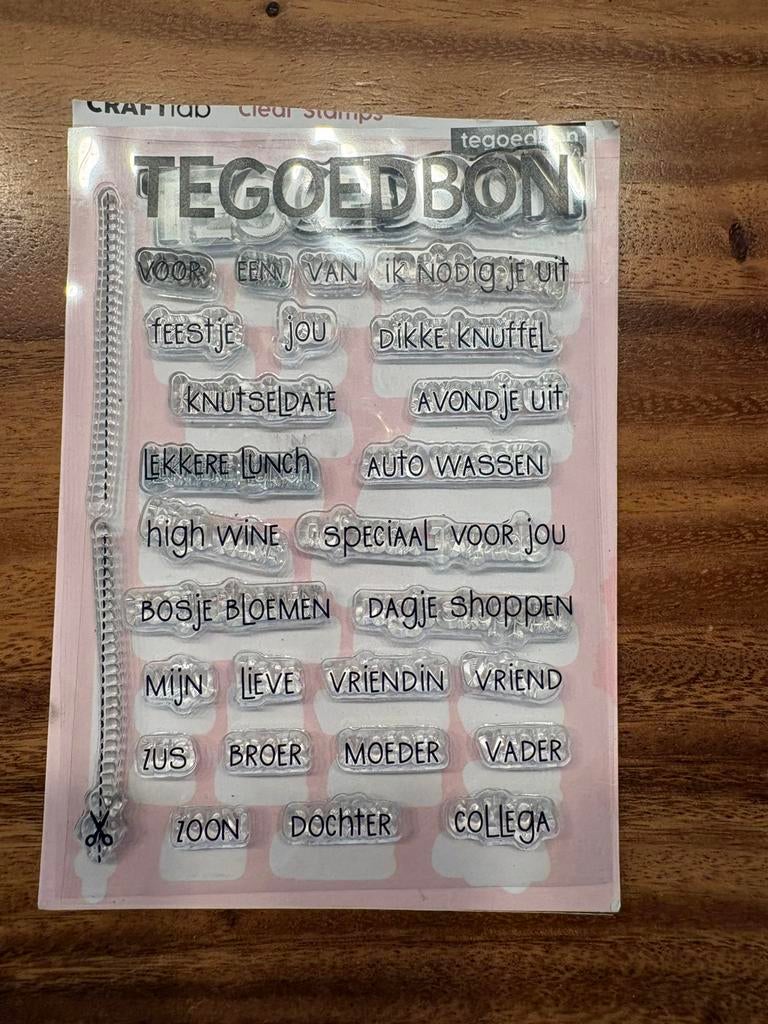 CRAFTlab Clear Stamps
tegoedbon
TEGOEDBON
VOOR EEN VAN iK NODig JE Uit
fEEStjE jOU DiKKE KNUffEL
KNUtSELDAtE AVONDjE Uit
LEKKERE LUNCh AUtO WASSEN
high WiNE SPECiAAL VOOR jOU
BOSjE BLOEMEN DAgjE ShOPPEN
MijN LiEVE VRiENDiN VRiEND
ZUS BROER MOEDER VADER
ZOON DOChtER COLLEgA